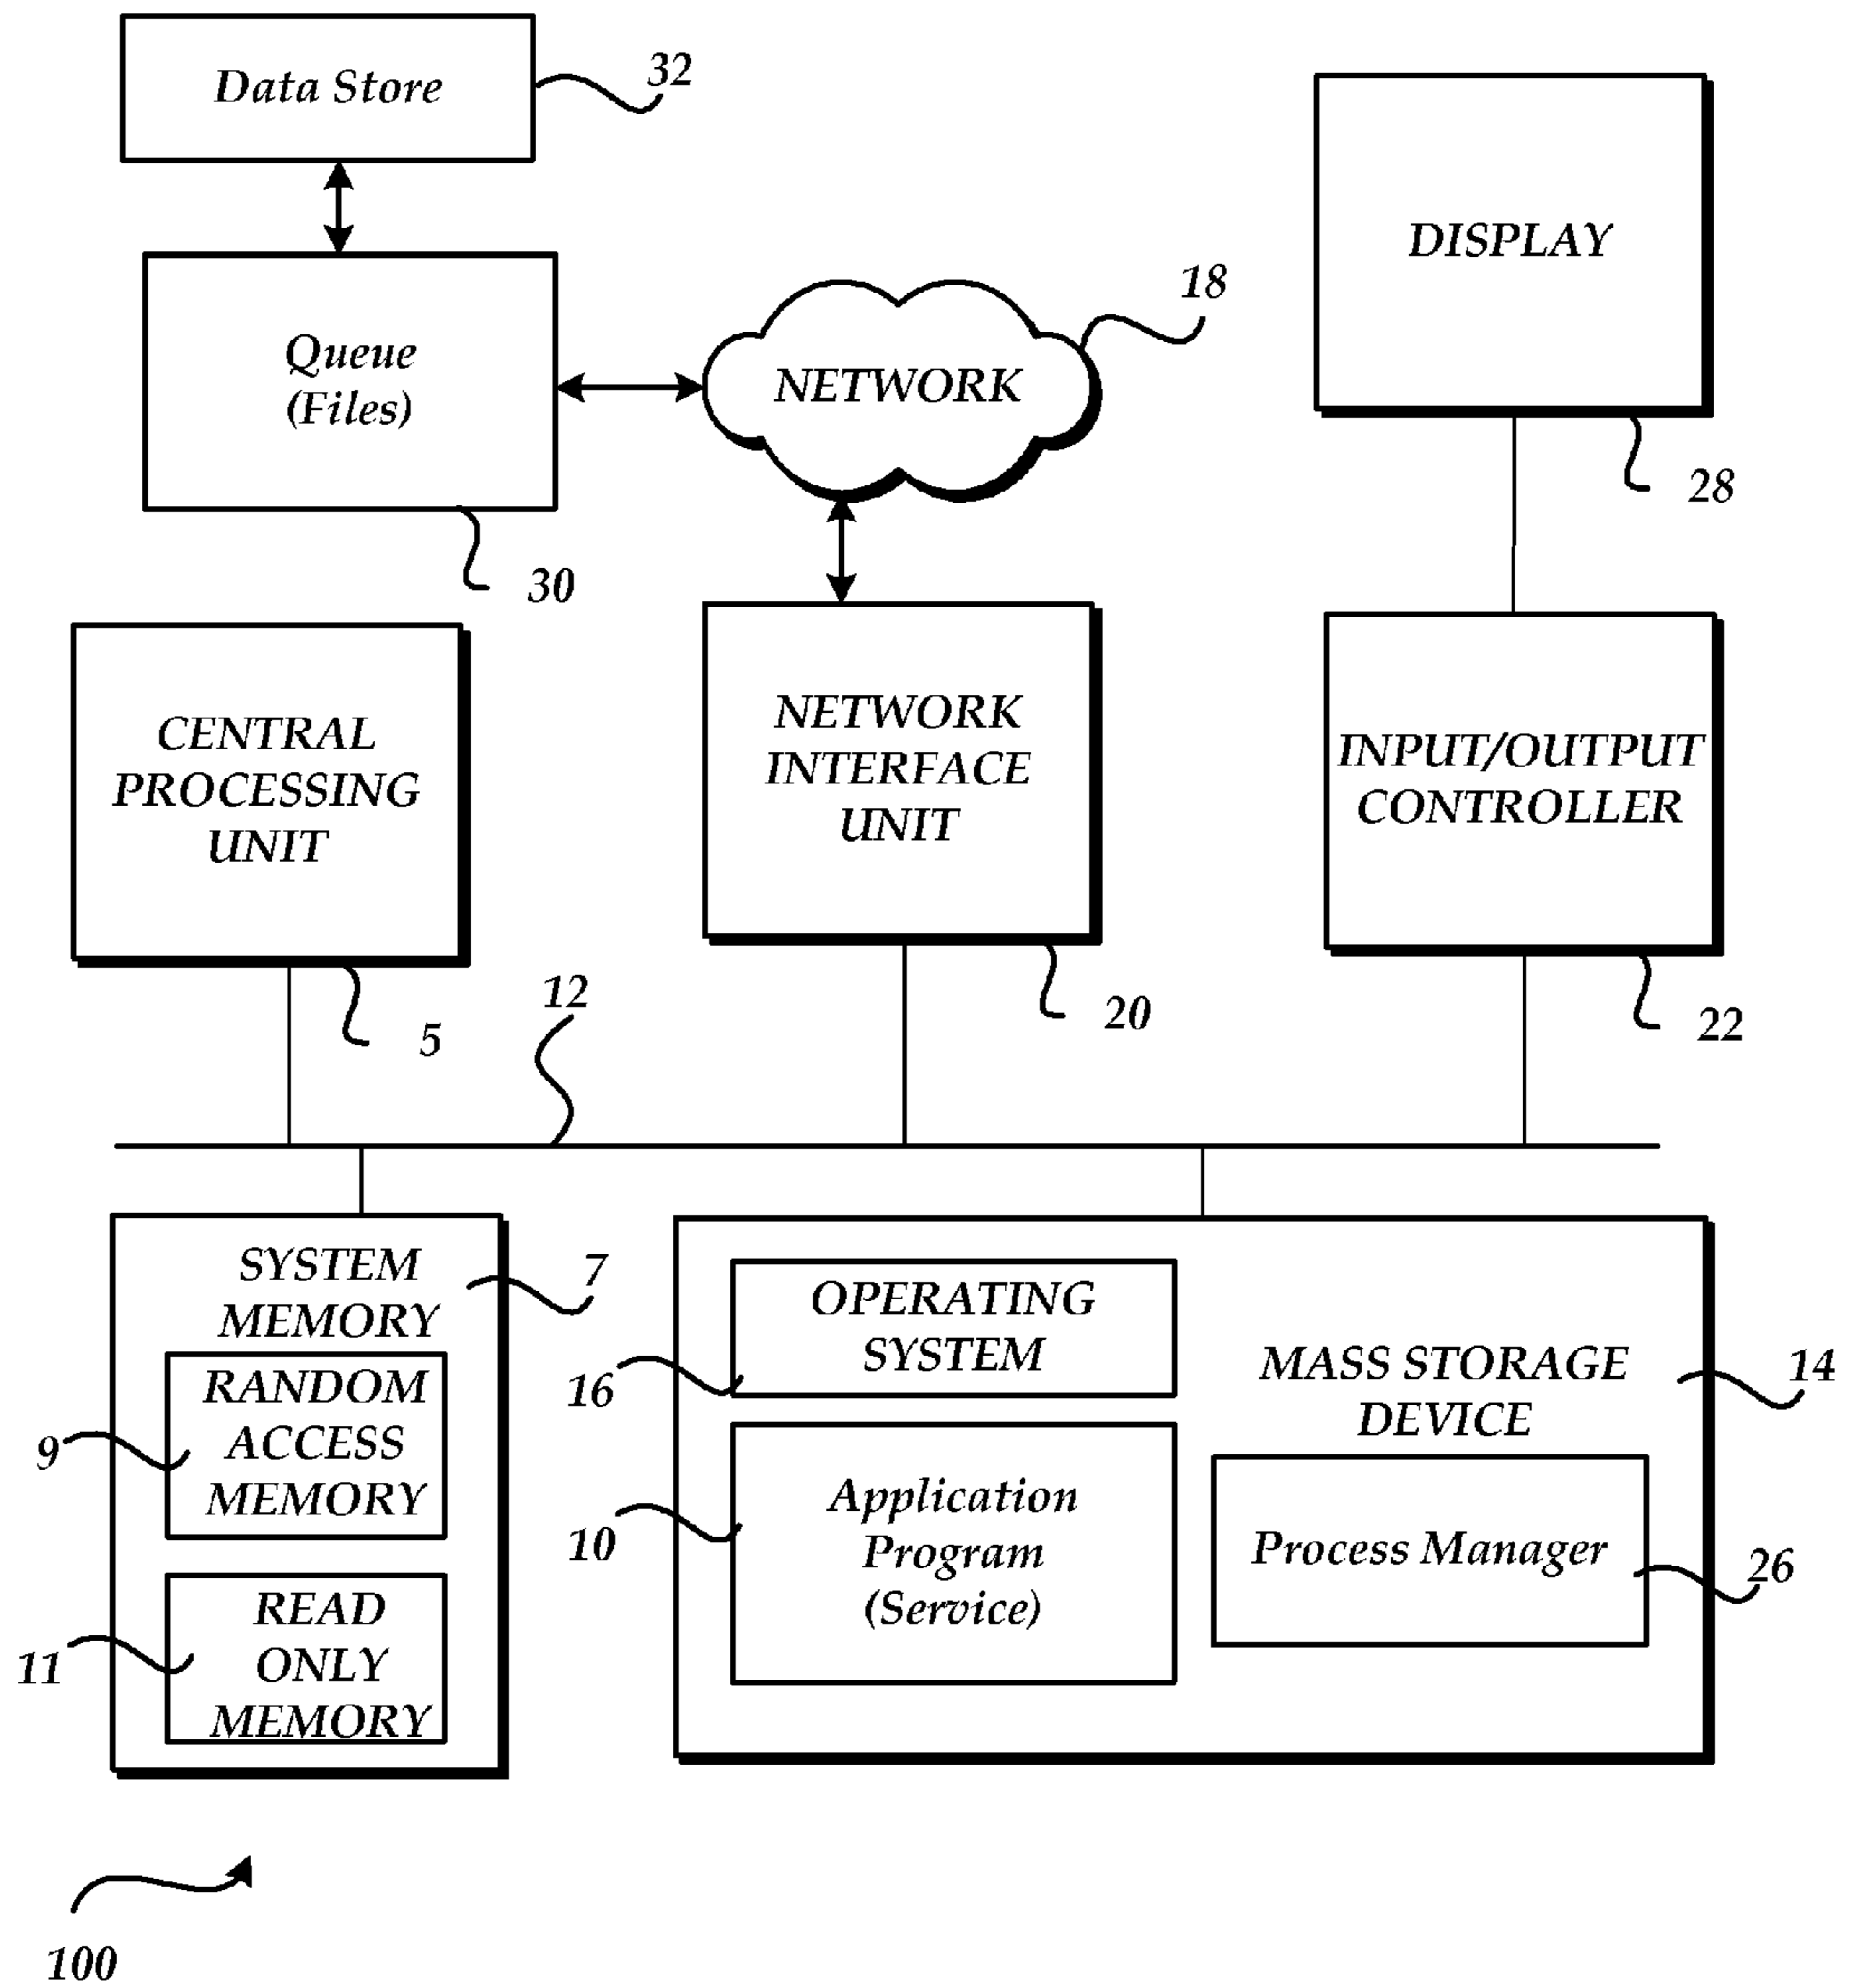 Data Store
32
DISPLAY
28
Queue
(Files)
30
NETWORK
18
CENTRAL
PROCESSING
UNIT
5
NETWORK
INTERFACE
UNIT
20
INPUT/OUTPUT
CONTROLLER
22
12
SYSTEM
MEMORY
7
RANDOM
ACCESS
MEMORY
9
READ
ONLY
MEMORY
11
OPERATING
SYSTEM
16
MASS STORAGE
DEVICE
14
Application
Program
(Service)
10
Process Manager
26
100